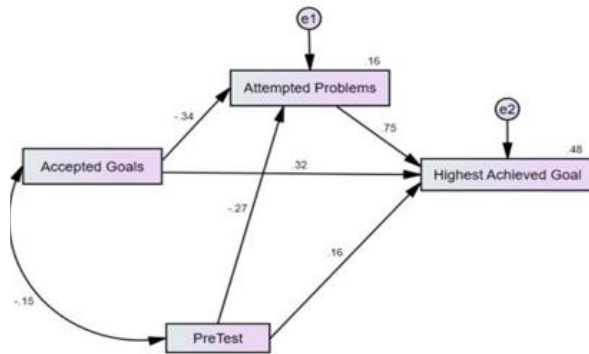 e1
.16
Attempted Problems
-.34
.75
e2
.48
Accepted Goals
.32
Highest Achieved Goal
-.27
.16
-.15
PreTest